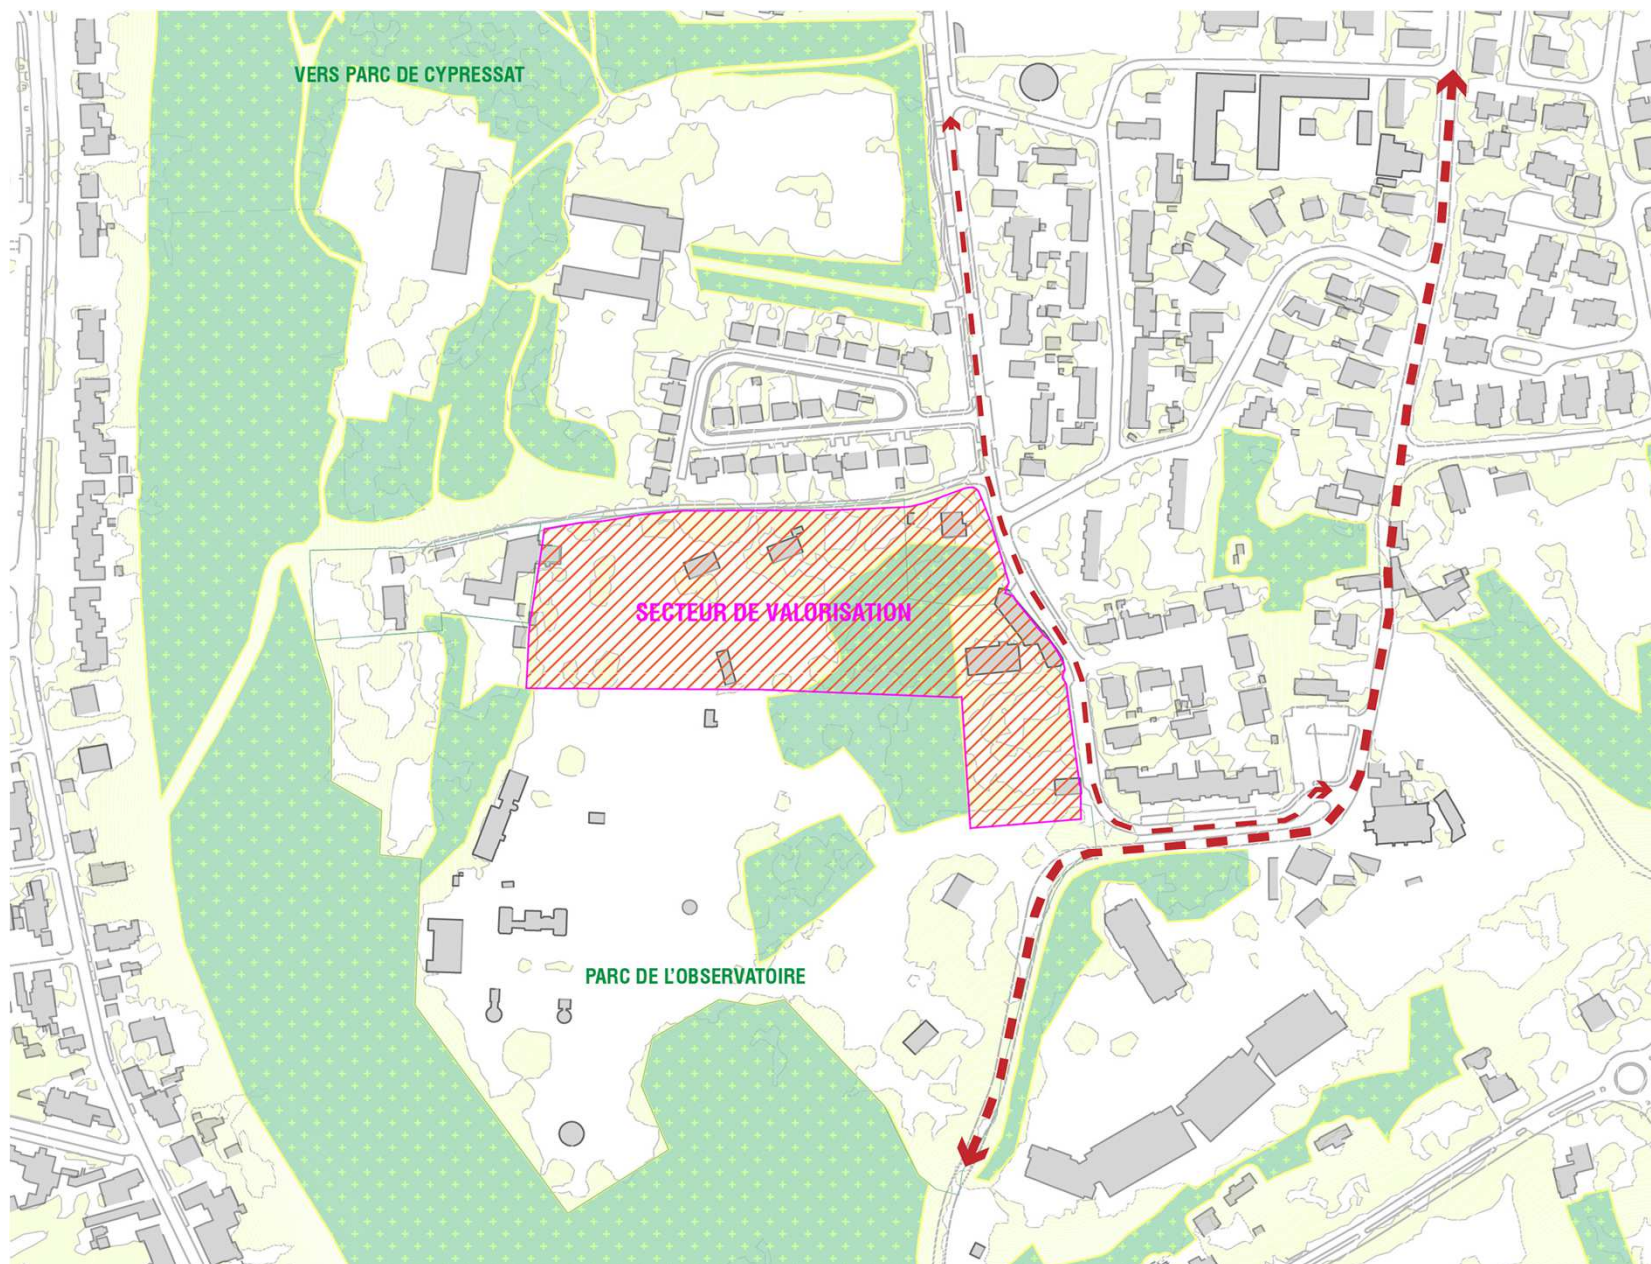 VERS PARC DE CYPRESSAT
SECTEUR DE VALORISATION
PARC DE L'OBSERVATOIRE